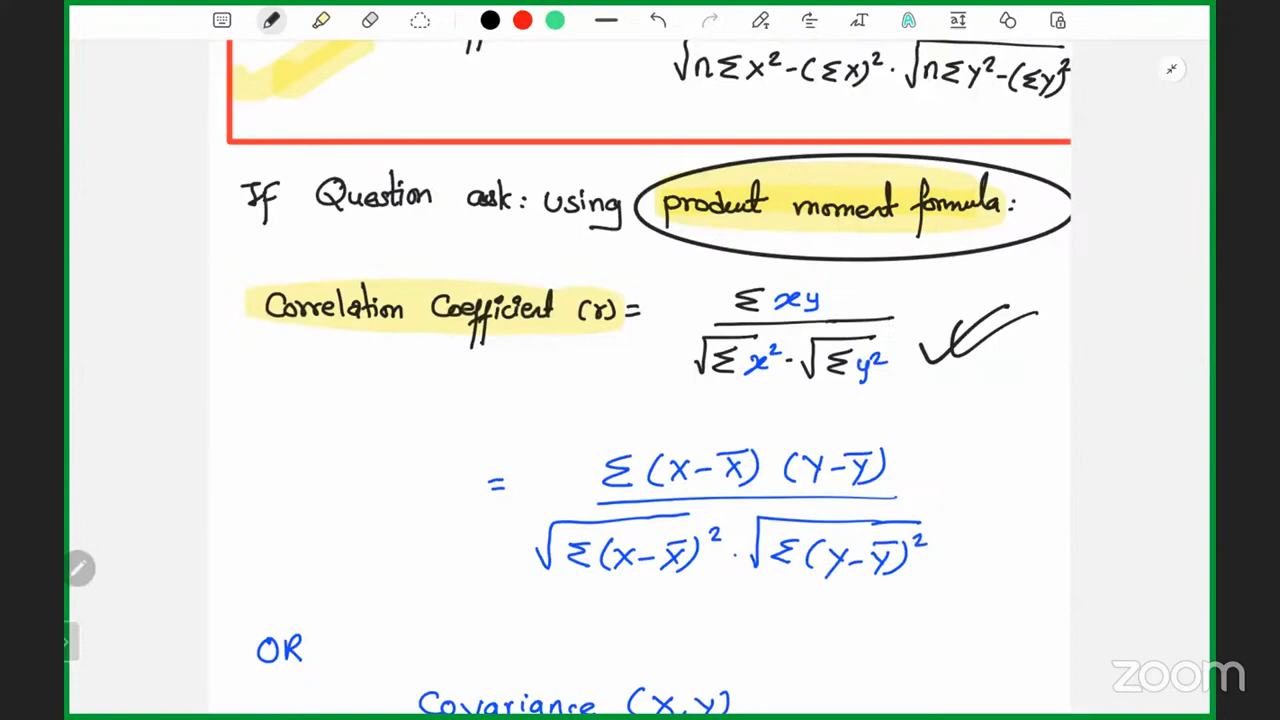 √nΣx²-(Σx)² · √nΣy²-(Σy)²
If Question ask: using product moment formula:
Correlation Coefficient (r) = Σxy / √Σx² · √Σy²
= Σ(X-X̅) (Y-Y̅) / √Σ(X-X̅)² · √Σ(Y-Y̅)²
OR
Covariance (X,Y)
zoom